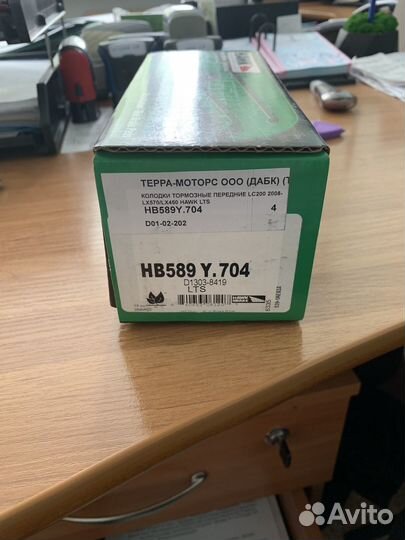 ТЕРРА-МОТОРС ООО (ДАБК) (Т
КОЛОДКИ ТОРМОЗНЫЕ ПЕРЕДНИЕ LC200 2008-
LX570/LX450 HAWK LTS
HB589Y.704 4
D01-02-202
HB589 Y.704
D1303-8419
LTS
HAWK
Avito